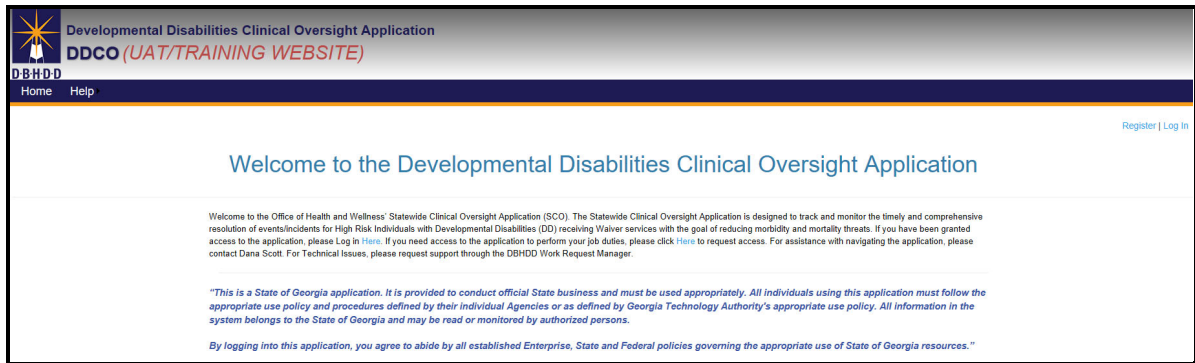 Developmental Disabilities Clinical Oversight Application
DDCO (UAT/TRAINING WEBSITE)
D·B·H·D·D
Home Help
Register | Log In
Welcome to the Developmental Disabilities Clinical Oversight Application
Welcome to the Office of Health and Wellness' Statewide Clinical Oversight Application (SCO). The Statewide Clinical Oversight Application is designed to track and monitor the timely and comprehensive
resolution of events/incidents for High Risk Individuals with Developmental Disabilities (DD) receiving Waiver services with the goal of reducing morbidity and mortality threats. If you have been granted
access to the application, please Log in Here. If you need access to the application to perform your job duties, please click Here to request access. For assistance with navigating the application, please
contact Dana Scott. For Technical Issues, please request support through the DBHDD Work Request Manager.
"This is a State of Georgia application. It is provided to conduct official State business and must be used appropriately. All individuals using this application must follow the
appropriate use policy and procedures defined by their individual Agencies or as defined by Georgia Technology Authority's appropriate use policy. All information in the
system belongs to the State of Georgia and may be read or monitored by authorized persons.
By logging into this application, you agree to abide by all established Enterprise, State and Federal policies governing the appropriate use of State of Georgia resources."